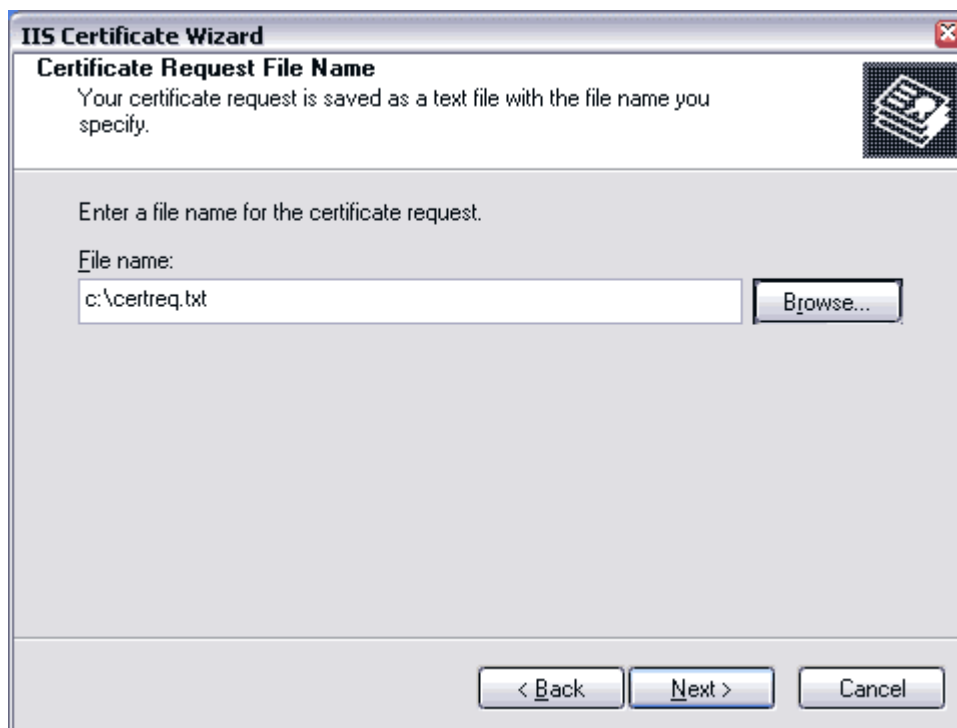 IIS Certificate Wizard
Certificate Request File Name
Your certificate request is saved as a text file with the file name you
specify.
Enter a file name for the certificate request.
File name:
c:\certreq.txt
Browse...
< Back
Next >
Cancel